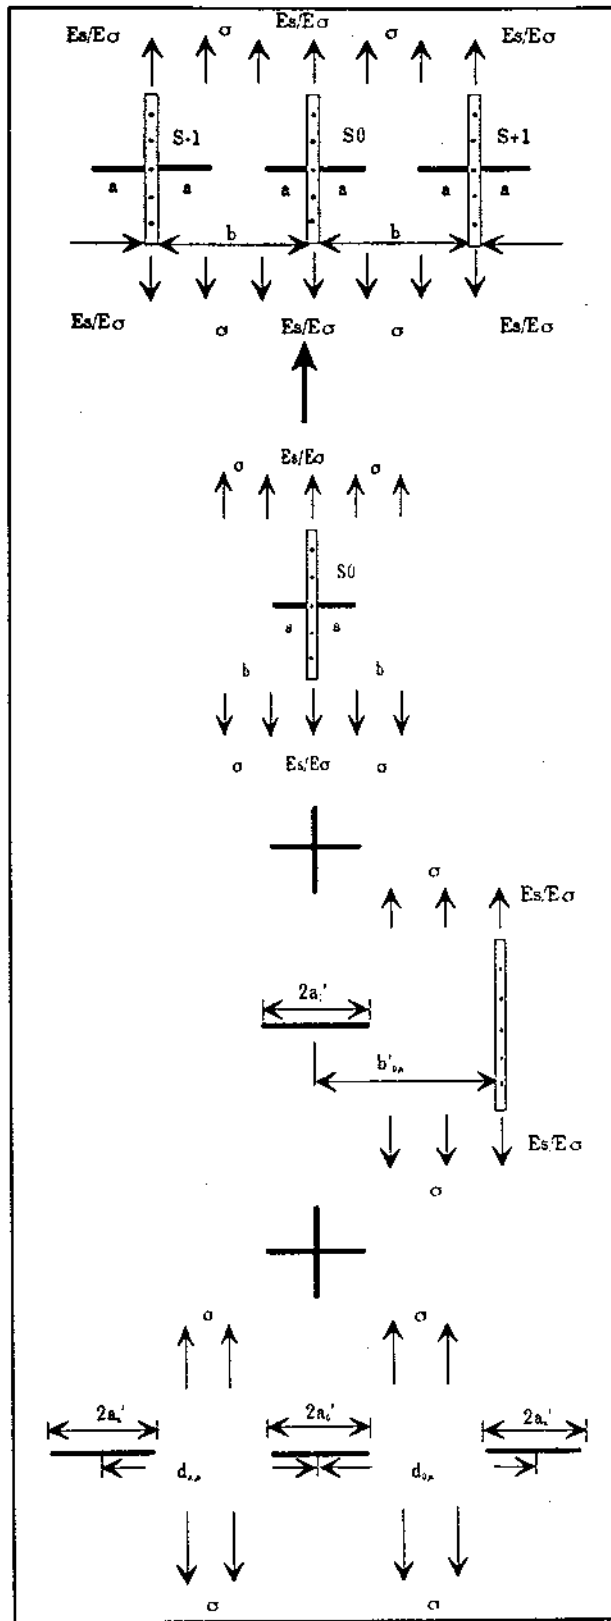 Es/Eσ σ Es/Eσ σ Es/Eσ
S-1 S0 S+1
a a a a a a
b b
Es/Eσ σ Es/Eσ σ Es/Eσ
σ Es/Eσ σ
S0
a a
b b
σ Es/Eσ σ
σ Es/Eσ
2a
b'
Es/Eσ
σ
σ σ
2a 2a 2a
d d
σ σ